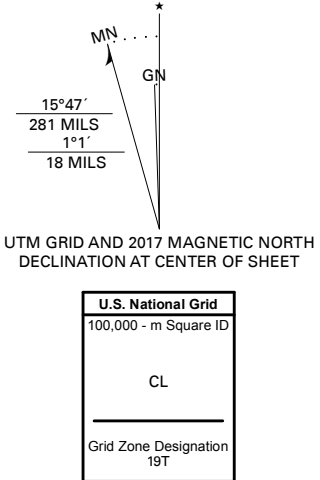 ★
MN
GN
15°47´
281 MILS
1°1´
18 MILS
UTM GRID AND 2017 MAGNETIC NORTH
DECLINATION AT CENTER OF SHEET
U.S. National Grid
100,000 - m Square ID
CL
Grid Zone Designation
19T